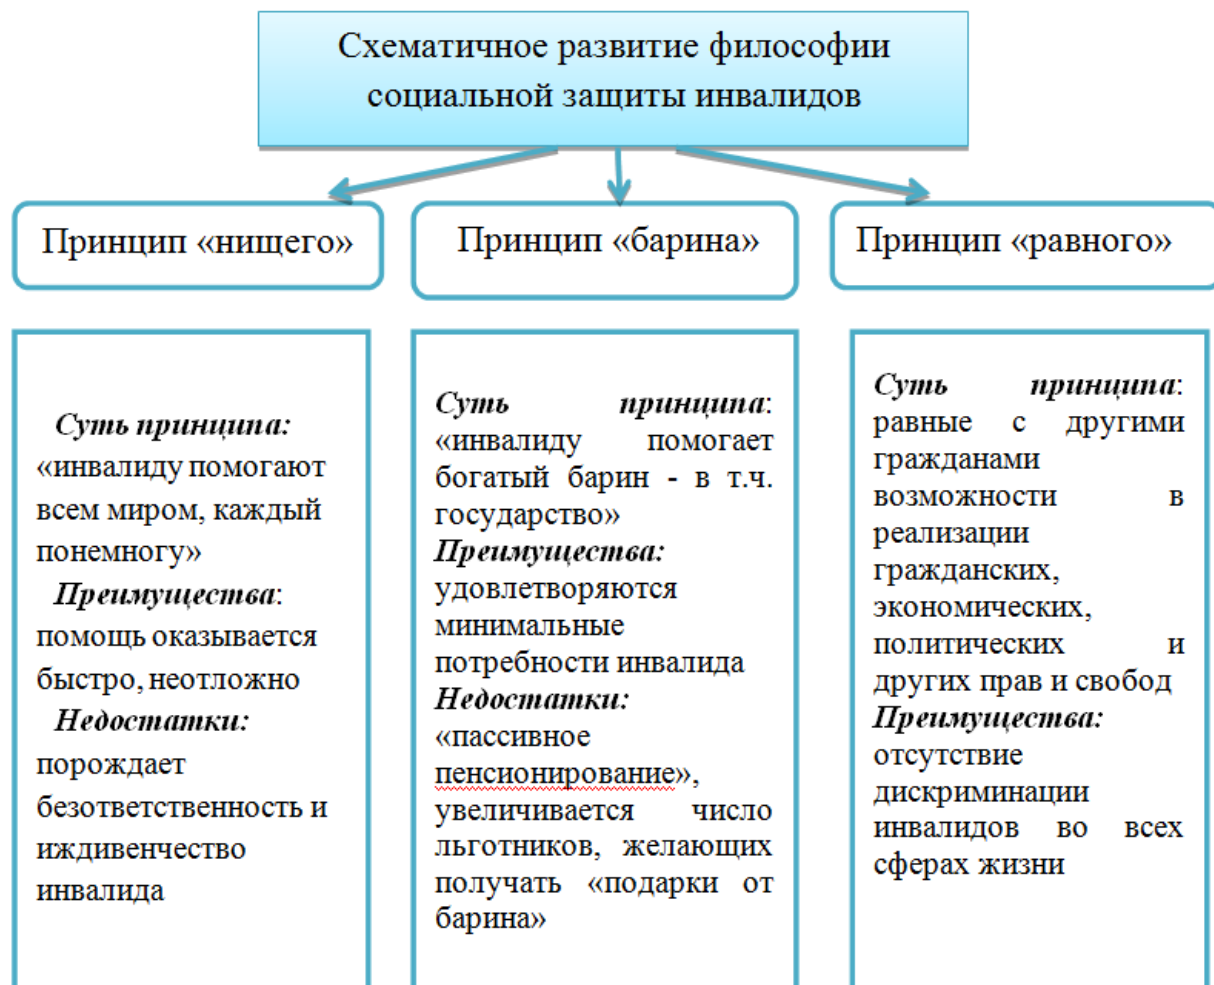 Схематичное развитие философии
социальной защиты инвалидов
Принцип «нищего»
Принцип «барина»
Принцип «равного»
Суть принципа:
«инвалиду помогают
всем миром, каждый
понемногу»
Преимущества:
помощь оказывается
быстро, неотложно
Недостатки:
порождает
безответственность и
иждивенчество
инвалида
Суть принципа:
«инвалиду помогает
богатый барин - в т.ч.
государство»
Преимущества:
удовлетворяются
минимальные
потребности инвалида
Недостатки:
«пассивное
пенсионирование»,
увеличивается число
льготников, желающих
получать «подарки от
барина»
Суть принципа:
равные с другими
гражданами
возможности в
реализации
гражданских,
экономических,
политических и
других прав и свобод
Преимущества:
отсутствие
дискриминации
инвалидов во всех
сферах жизни